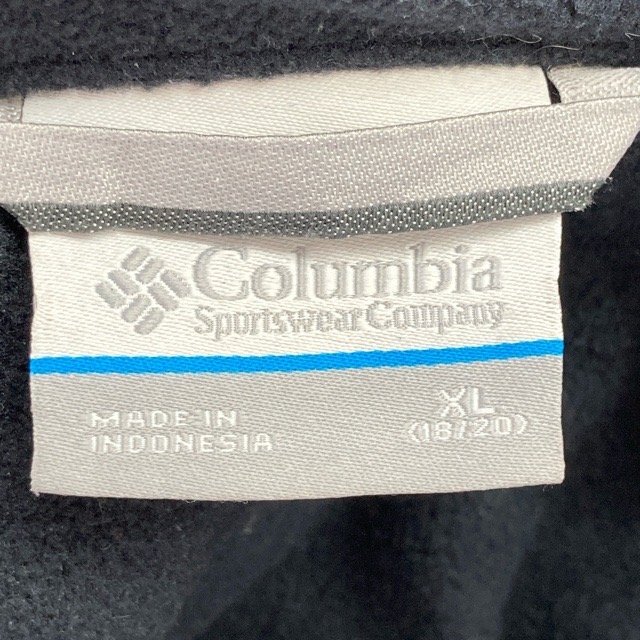 Columbia
Sportswear Company
MADE IN
INDONESIA
XL
(18/20)